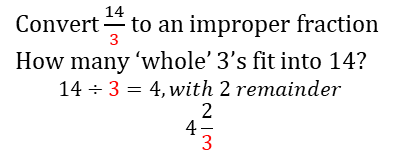 Convert 14/3 to an improper fraction
How many ‘whole’ 3’s fit into 14?
14 ÷ 3 = 4, with 2 remainder
4 2/3